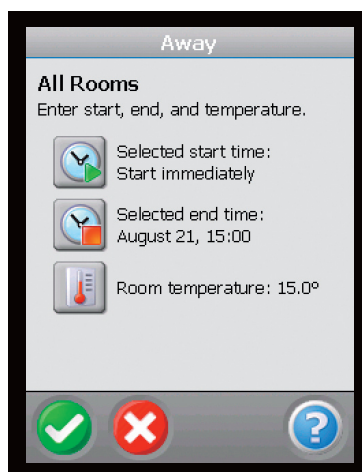 Away
All Rooms
Enter start, end, and temperature.
Selected start time:
Start immediately
Selected end time:
August 21, 15:00
Room temperature: 15.0º
?